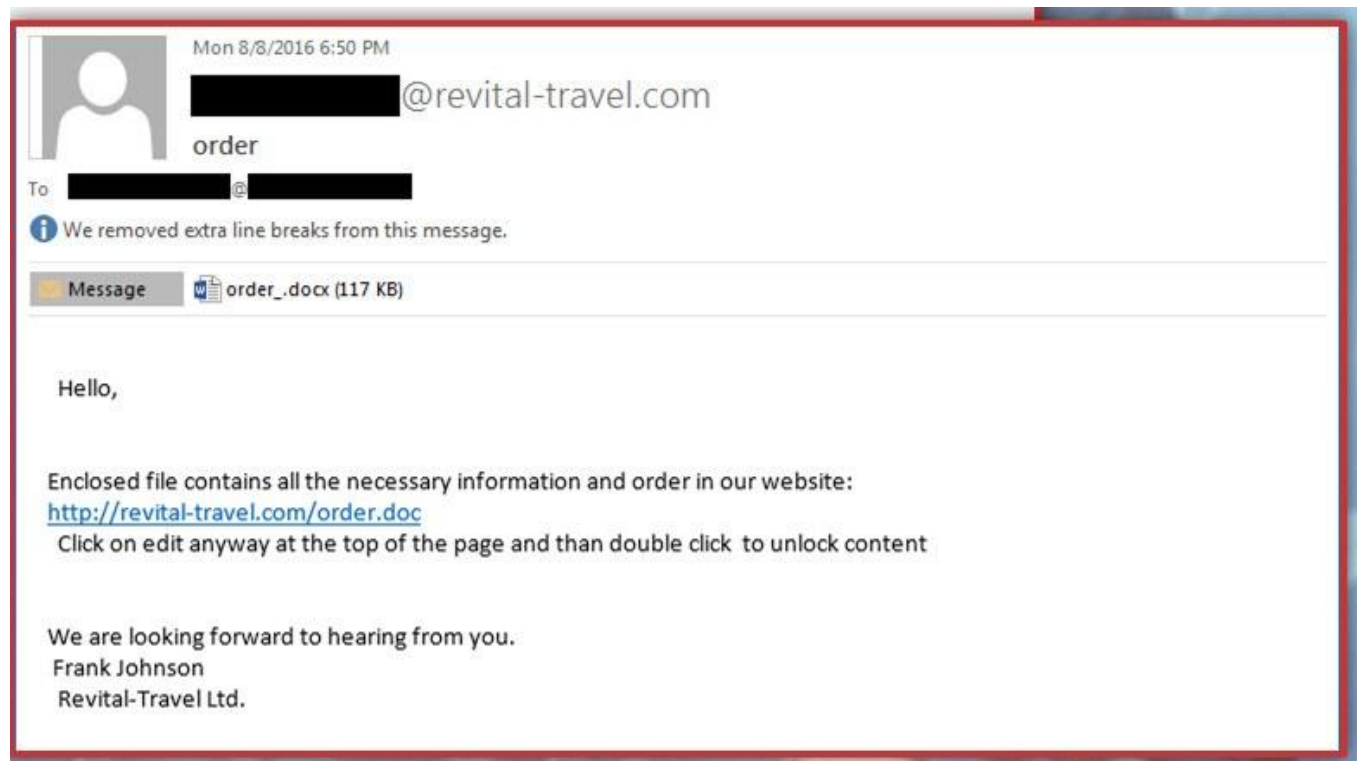 Mon 8/8/2016 6:50 PM
@revital-travel.com
order
To @
We removed extra line breaks from this message.
Message order_.docx (117 KB)
Hello,
Enclosed file contains all the necessary information and order in our website:
http://revital-travel.com/order.doc
Click on edit anyway at the top of the page and than double click to unlock content
We are looking forward to hearing from you.
Frank Johnson
Revital-Travel Ltd.